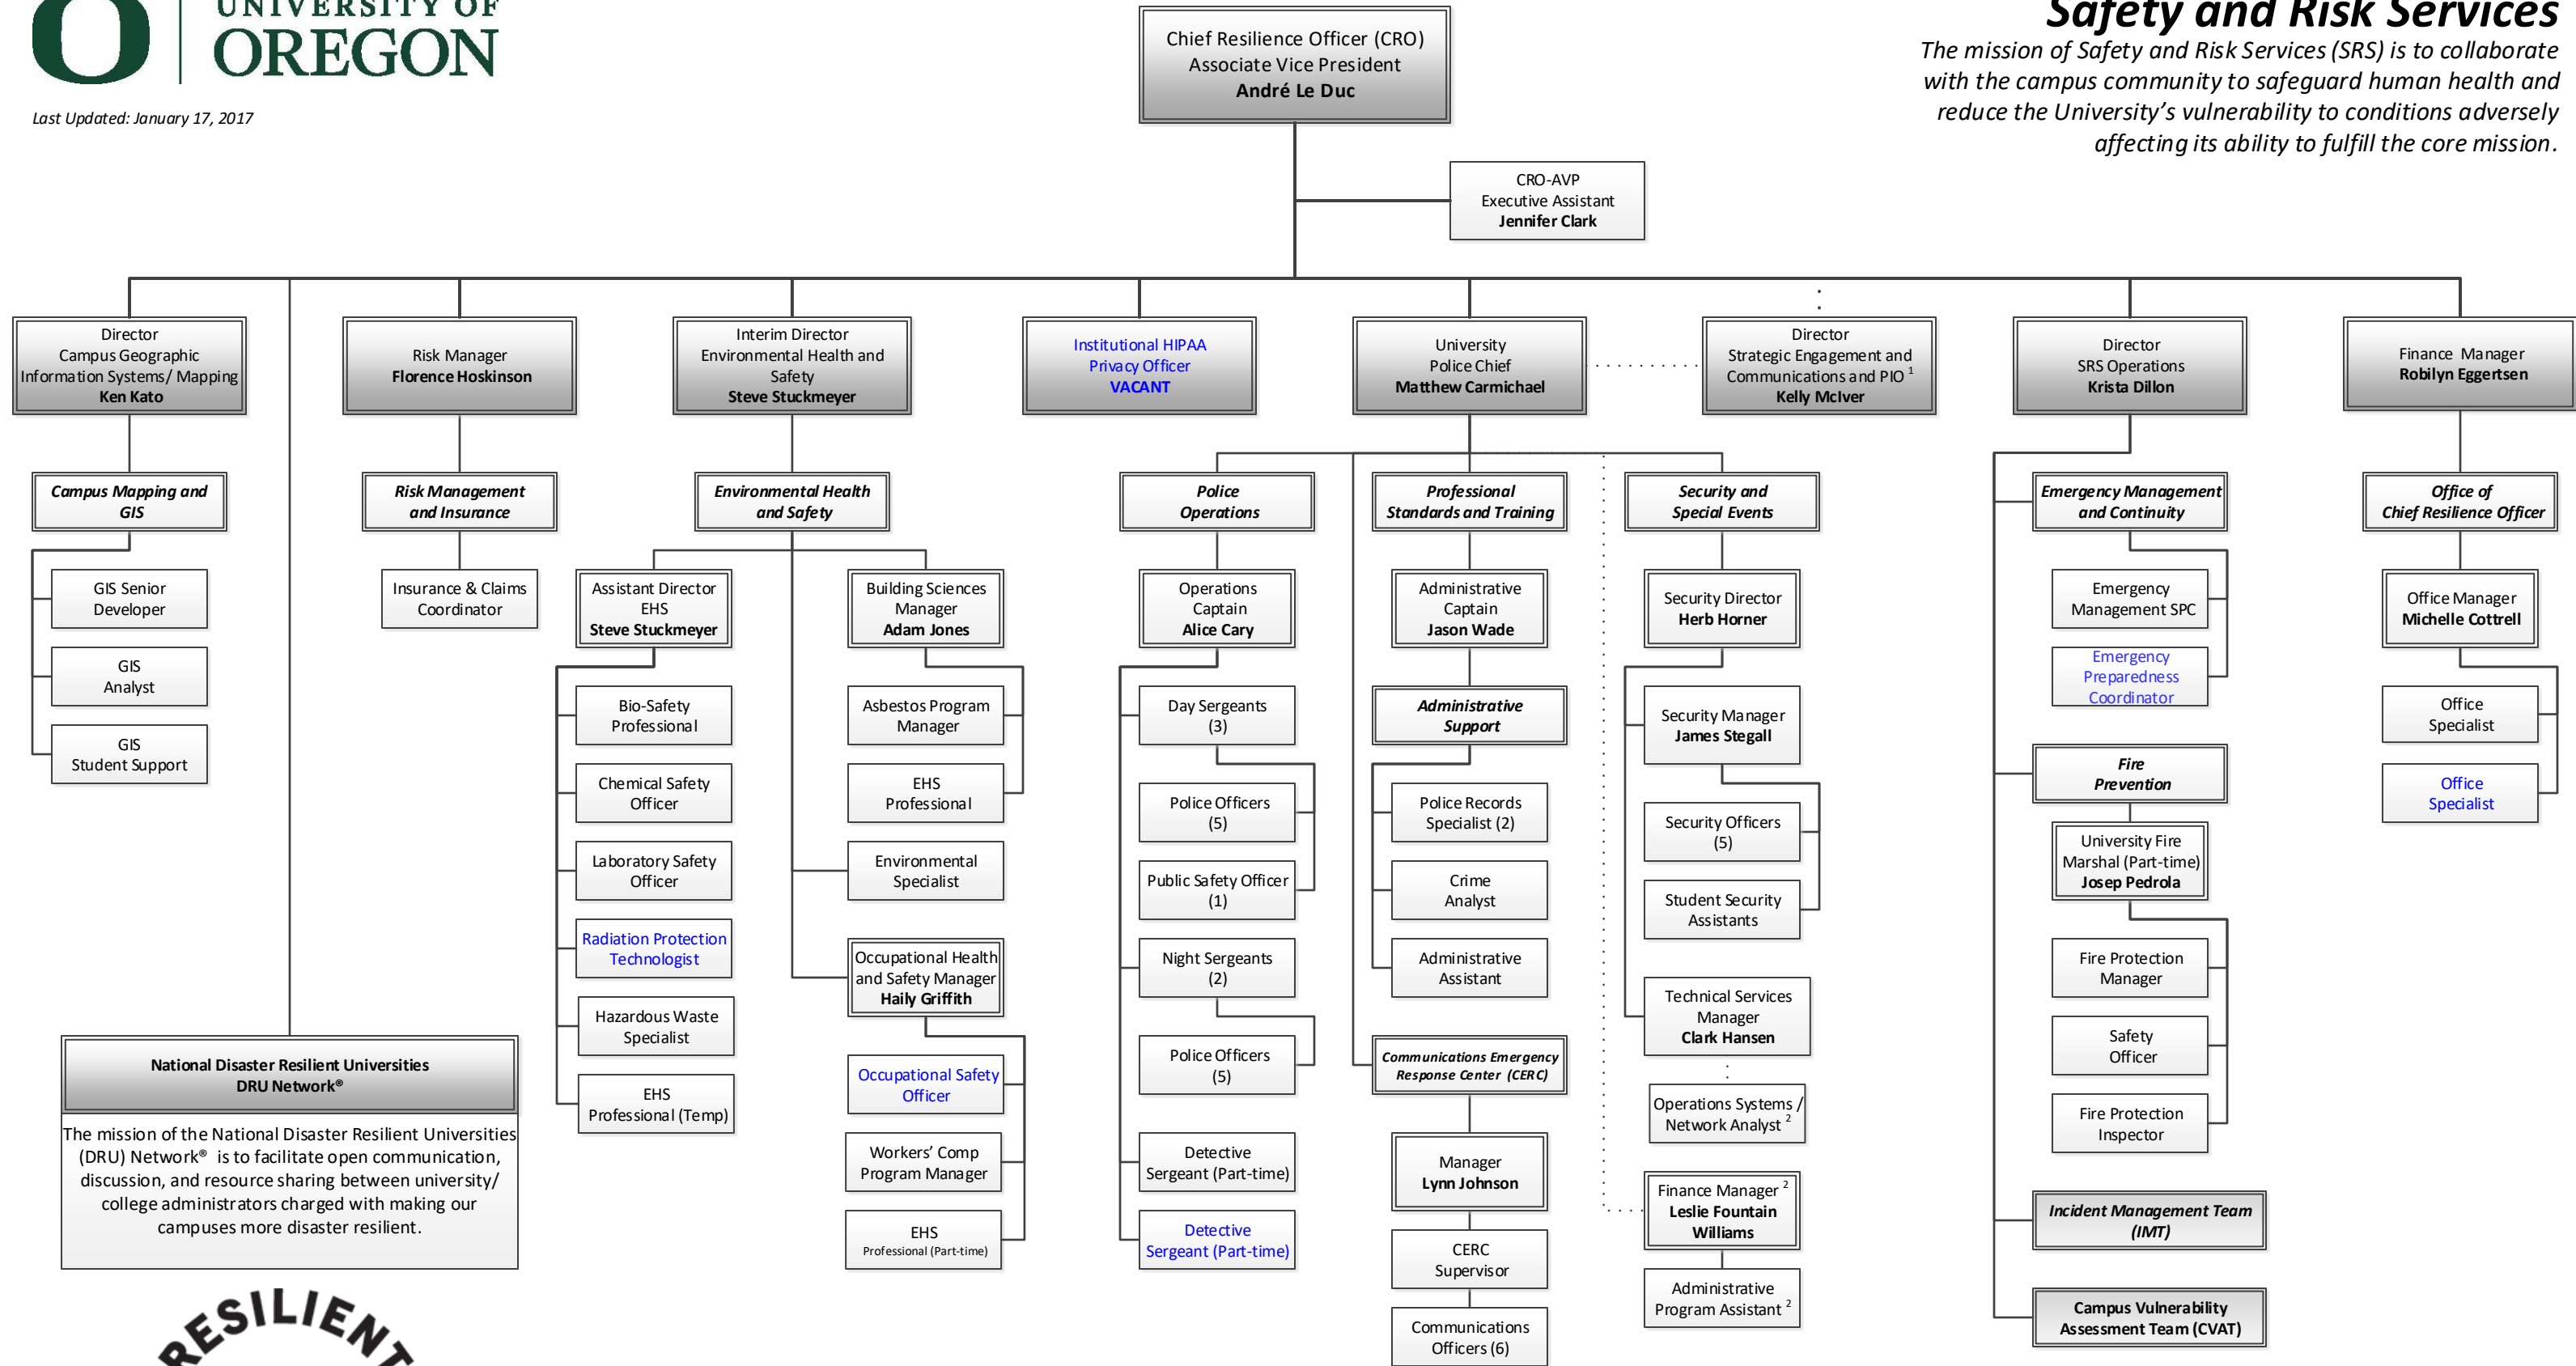 UNIVERSITY OF
OREGON
Last Updated: January 17, 2017
Safety and Risk Services
The mission of Safety and Risk Services (SRS) is to collaborate
with the campus community to safeguard human health and
reduce the University's vulnerability to conditions adversely
affecting its ability to fulfill the core mission.
Chief Resilience Officer (CRO)
Associate Vice President
André Le Duc
CRO-AVP
Executive Assistant
Jennifer Clark
Director
Campus Geographic
Information Systems/ Mapping
Ken Kato
Campus Mapping and
GIS
GIS Senior
Developer
GIS
Analyst
GIS
Student Support
National Disaster Resilient Universities
DRU Network®
The mission of the National Disaster Resilient Universities
(DRU) Network® is to facilitate open communication,
discussion, and resource sharing between university/
college administrators charged with making our
campuses more disaster resilient.
RESILIENT
Risk Manager
Florence Hoskinson
Risk Management
and Insurance
Insurance & Claims
Coordinator
Interim Director
Environmental Health and
Safety
Steve Stuckmeyer
Environmental Health
and Safety
Assistant Director
EHS
Steve Stuckmeyer
Bio-Safety
Professional
Chemical Safety
Officer
Laboratory Safety
Officer
Radiation Protection
Technologist
Hazardous Waste
Specialist
EHS
Professional (Temp)
Building Sciences
Manager
Adam Jones
Asbestos Program
Manager
EHS
Professional
Environmental
Specialist
Occupational Health
and Safety Manager
Haily Griffith
Occupational Safety
Officer
Workers' Comp
Program Manager
EHS
Professional (Part-time)
Institutional HIPAA
Privacy Officer
VACANT
University
Police Chief
Matthew Carmichael
Police
Operations
Operations
Captain
Alice Cary
Day Sergeants
(3)
Police Officers
(5)
Public Safety Officer
(1)
Night Sergeants
(2)
Police Officers
(5)
Detective
Sergeant (Part-time)
Detective
Sergeant (Part-time)
Professional
Standards and Training
Administrative
Captain
Jason Wade
Administrative
Support
Police Records
Specialist (2)
Crime
Analyst
Administrative
Assistant
Communications Emergency
Response Center (CERC)
Manager
Lynn Johnson
CERC
Supervisor
Communications
Officers (6)
Security and
Special Events
Security Director
Herb Horner
Security Manager
James Stegall
Security Officers
(5)
Student Security
Assistants
Technical Services
Manager
Clark Hansen
Operations Systems /
Network Analyst 2
Finance Manager 2
Leslie Fountain
Williams
Administrative
Program Assistant 2
Director
Strategic Engagement and
Communications and PIO 1
Kelly McIver
Director
SRS Operations
Krista Dillon
Emergency Management
and Continuity
Emergency
Management SPC
Emergency
Preparedness
Coordinator
Fire
Prevention
University Fire
Marshal (Part-time)
Josep Pedrola
Fire Protection
Manager
Safety
Officer
Fire Protection
Inspector
Incident Management Team
(IMT)
Campus Vulnerability
Assessment Team (CVAT)
Finance Manager
Robilyn Eggertsen
Office of
Chief Resilience Officer
Office Manager
Michelle Cottrell
Office
Specialist
Office
Specialist